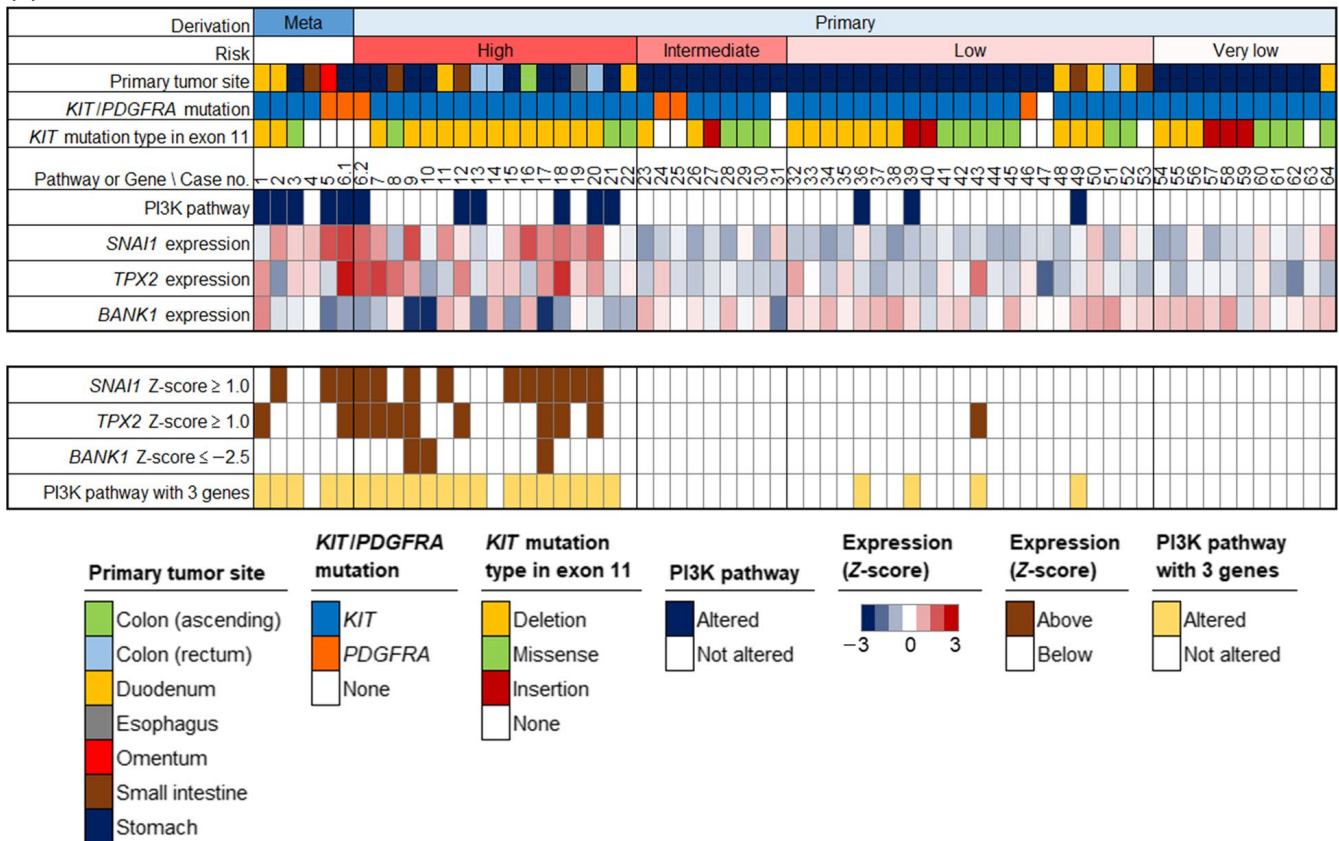 Derivation Meta Primary
Risk High Intermediate Low Very low
Primary tumor site
KIT/PDGFRA mutation
KIT mutation type in exon 11
Pathway or Gene \ Case no. 1 2 3 4 5 6.1 6.2 7 8 9 10 11 12 13 14 15 16 17 18 19 20 21 22 23 24 25 26 27 28 29 30 31 32 33 34 35 36 37 38 39 40 41 42 43 44 45 46 47 48 49 50 51 52 53 54 55 56 57 58 59 60 61 62 63 64
PI3K pathway
SNAI1 expression
TPX2 expression
BANK1 expression
SNAI1 Z-score ≥ 1.0
TPX2 Z-score ≥ 1.0
BANK1 Z-score ≤ −2.5
PI3K pathway with 3 genes
Primary tumor site
Colon (ascending)
Colon (rectum)
Duodenum
Esophagus
Omentum
Small intestine
Stomach
KIT/PDGFRA
mutation
KIT
PDGFRA
None
KIT mutation
type in exon 11
Deletion
Missense
Insertion
None
PI3K pathway
Altered
Not altered
Expression
(Z-score)
−3 0 3
Expression
(Z-score)
Above
Below
PI3K pathway
with 3 genes
Altered
Not altered